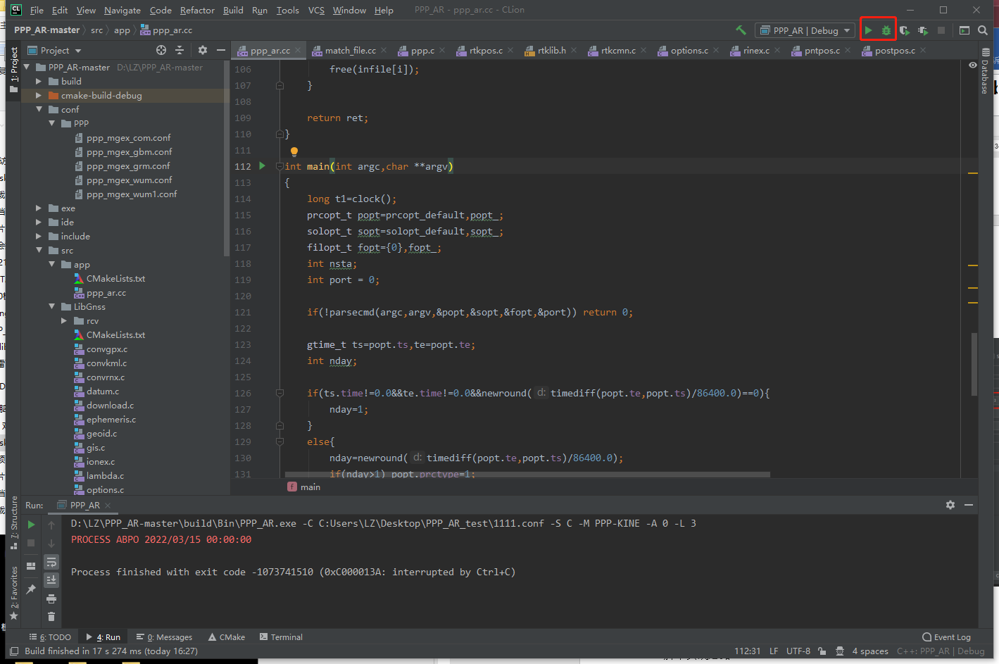 File Edit View Navigate Code Refactor Build Run Tools VCS Window Help PPP_AR - ppp_ar.cc - CLion
PPP_AR-master src app ppp_ar.cc PPP_AR | Debug
1: Project
Project
ppp_ar.cc match_file.cc ppp.c rtkpos.c rtklib.h rtkcmn.c options.c rinex.c pntpos.c postpos.c
Database
PPP_AR-master D:\LZ\PPP_AR-master
build
cmake-build-debug
conf
PPP
ppp_mgex_com.conf
ppp_mgex_gbm.conf
ppp_mgex_grm.conf
ppp_mgex_wum.conf
ppp_mgex_wum1.conf
exe
ide
include
src
app
CMakeLists.txt
ppp_ar.cc
LibGnss
rcv
CMakeLists.txt
convgpx.c
convkml.c
convrnx.c
datum.c
download.c
ephemeris.c
geoid.c
gis.c
ionex.c
lambda.c
options.c
106 free(infile[i]);
107 }
108
109 return ret;
110 }
111
112 int main(int argc,char **argv)
113 {
114 long t1=clock();
115 prcopt_t popt=prcopt_default,popt_;
116 solopt_t sopt=solopt_default,sopt_;
117 filopt_t fopt={0},fopt_;
118 int nsta;
119 int port = 0;
120
121 if(!parsecmd(argc,argv,&popt,&sopt,&fopt,&port)) return 0;
122
123 gtime_t ts=popt.ts,te=popt.te;
124 int nday;
125
126 if(ts.time!=0.0&&te.time!=0.0&&newround( d: timediff(popt.te,popt.ts)/86400.0)==0){
127 nday=1;
128 }
129 else{
130 nday=newround( d: timediff(popt.te,popt.ts)/86400.0);
131 if(nday>1) popt.prctype=1;
f main
7: Structure
2: Favorites
Run: PPP_AR
D:\LZ\PPP_AR-master\build\Bin\PPP_AR.exe -C C:Users\LZ\Desktop\PPP_AR_test\1111.conf -S C -M PPP-KINE -A 0 -L 3
PROCESS ABPO 2022/03/15 00:00:00
Process finished with exit code -1073741510 (0xC000013A: interrupted by Ctrl+C)
6: TODO 4: Run 0: Messages CMake Terminal Event Log
Build finished in 17 s 274 ms (today 16:27) 112:31 LF UTF-8 4 spaces C++: PPP_AR | Debug